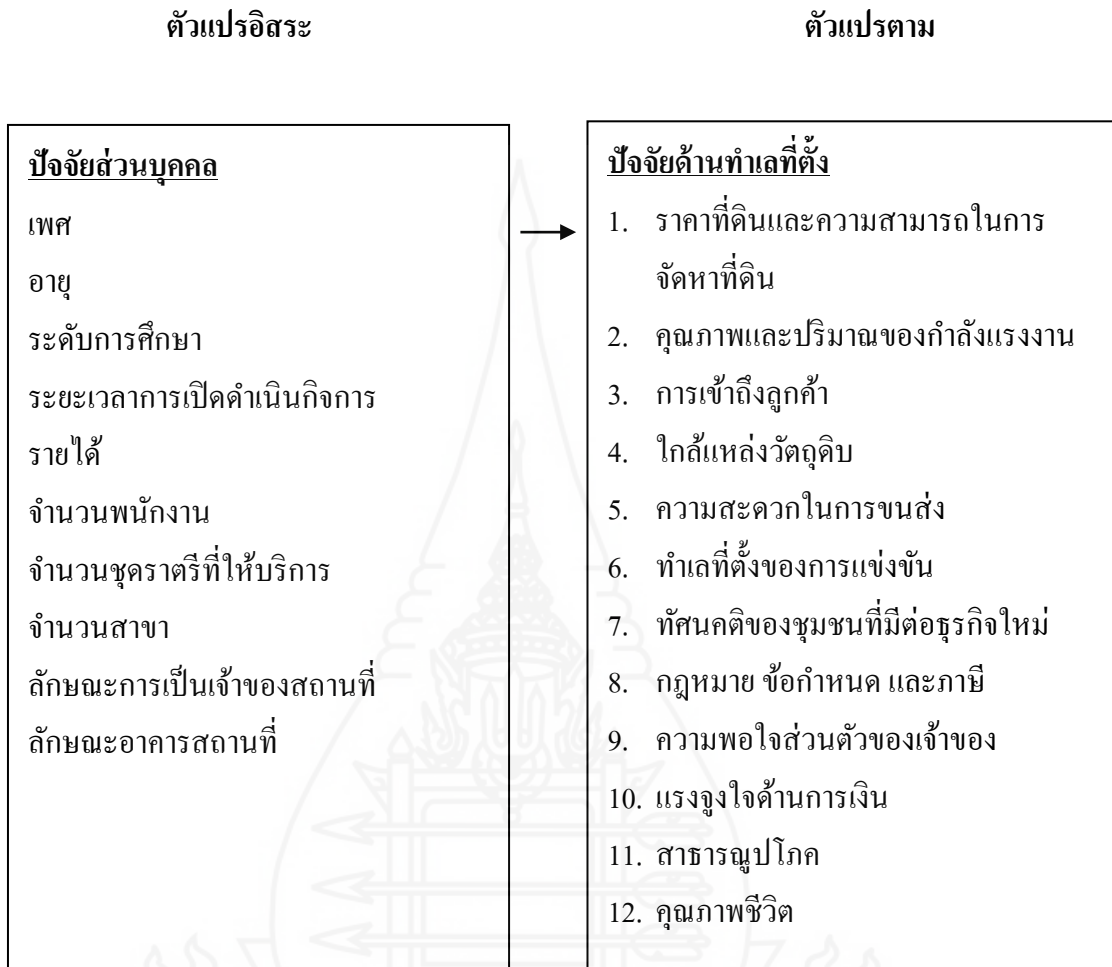 ตัวแปรอิสระ
ตัวแปรตาม
ปัจจัยส่วนบุคคล
เพศ
อายุ
ระดับการศึกษา
ระยะเวลาการเปิดดำเนินกิจการ
รายได้
จำนวนพนักงาน
จำนวนชุดราตรีที่ให้บริการ
จำนวนสาขา
ลักษณะการเป็นเจ้าของสถานที่
ลักษณะอาคารสถานที่
ปัจจัยด้านทำเลที่ตั้ง
1. ราคาที่ดินและความสามารถในการ
จัดหาที่ดิน
2. คุณภาพและปริมาณของกำลังแรงงาน
3. การเข้าถึงลูกค้า
4. ใกล้แหล่งวัตถุดิบ
5. ความสะดวกในการขนส่ง
6. ทำเลที่ตั้งของการแข่งขัน
7. ทัศนคติของชุมชนที่มีต่อธุรกิจใหม่
8. กฎหมาย ข้อกำหนด และภาษี
9. ความพอใจส่วนตัวของเจ้าของ
10. แรงจูงใจด้านการเงิน
11. สาธารณูปโภค
12. คุณภาพชีวิต